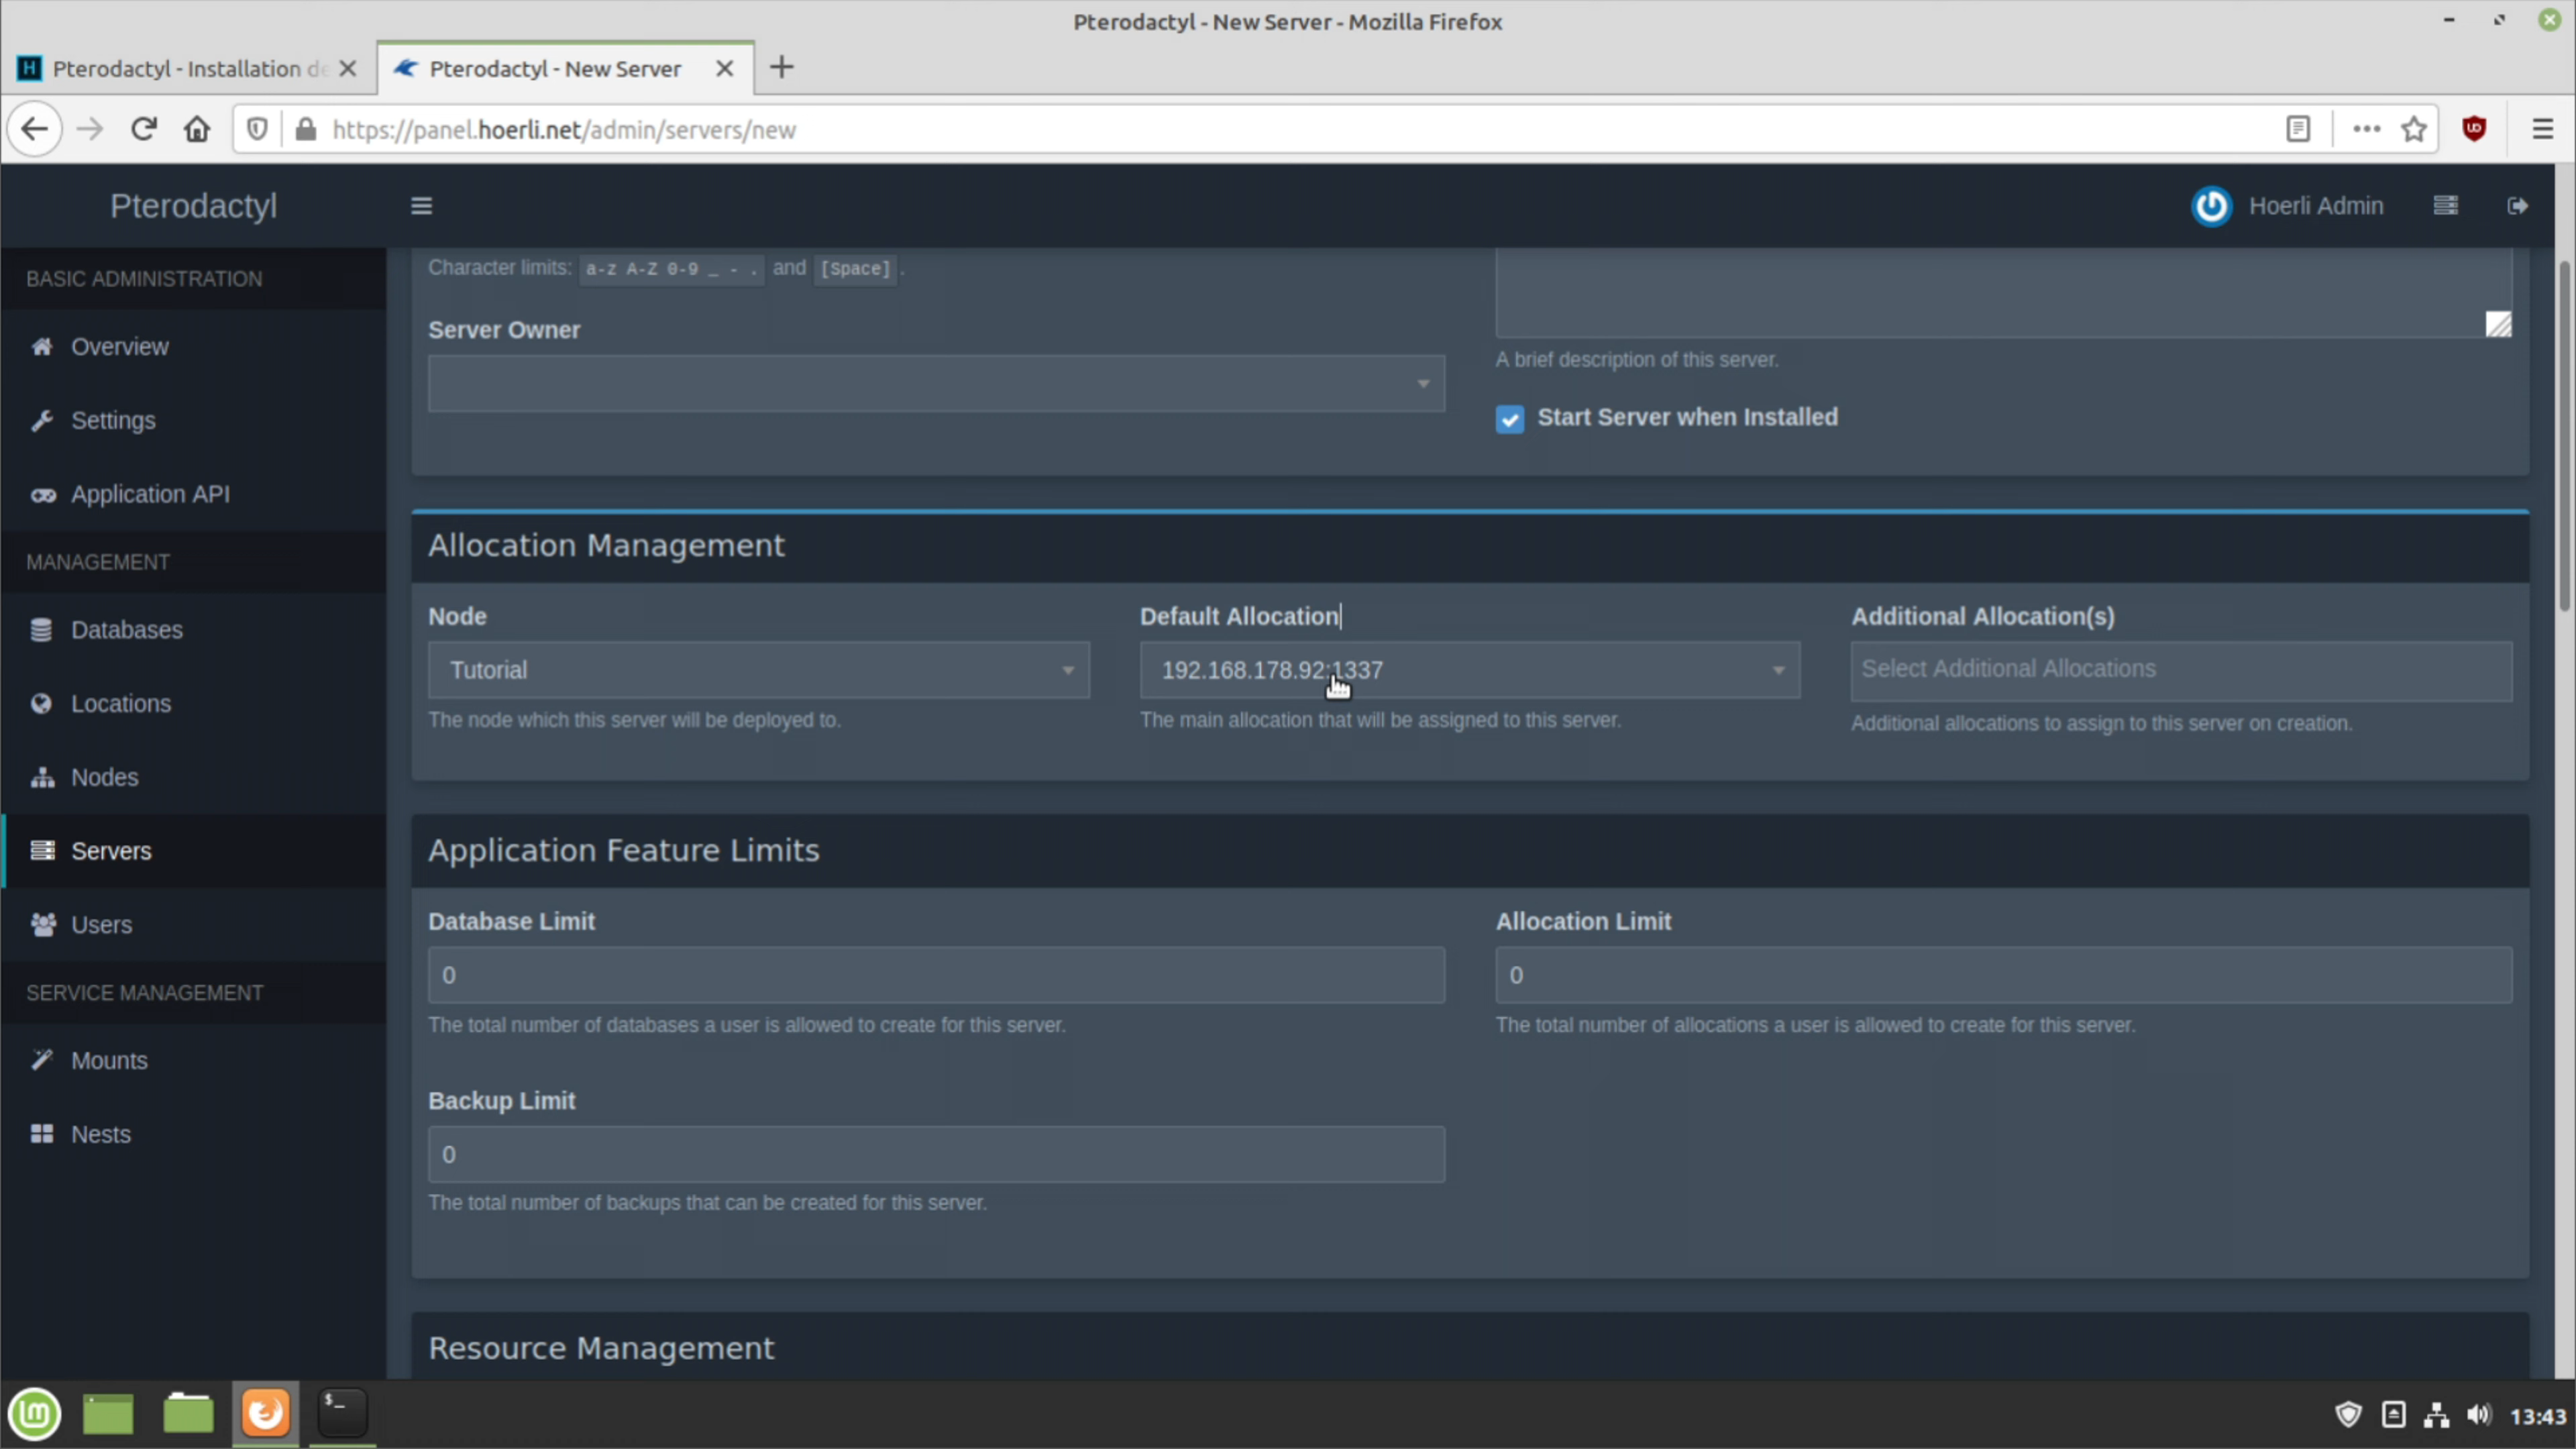 Pterodactyl - New Server - Mozilla Firefox
Pterodactyl - Installation de
Pterodactyl - New Server
https://panel.hoerli.net/admin/servers/new
Pterodactyl
Hoerli Admin
BASIC ADMINISTRATION
Overview
Settings
Application API
MANAGEMENT
Databases
Locations
Nodes
Servers
Users
SERVICE MANAGEMENT
Mounts
Nests
Character limits: a-z A-Z 0-9 _ - . and [Space] .
Server Owner
A brief description of this server.
Start Server when Installed
Allocation Management
Node
Default Allocation
Additional Allocation(s)
Tutorial
192.168.178.92:1337
Select Additional Allocations
The node which this server will be deployed to.
The main allocation that will be assigned to this server.
Additional allocations to assign to this server on creation.
Application Feature Limits
Database Limit
Allocation Limit
0
0
The total number of databases a user is allowed to create for this server.
The total number of allocations a user is allowed to create for this server.
Backup Limit
0
The total number of backups that can be created for this server.
Resource Management
13:43